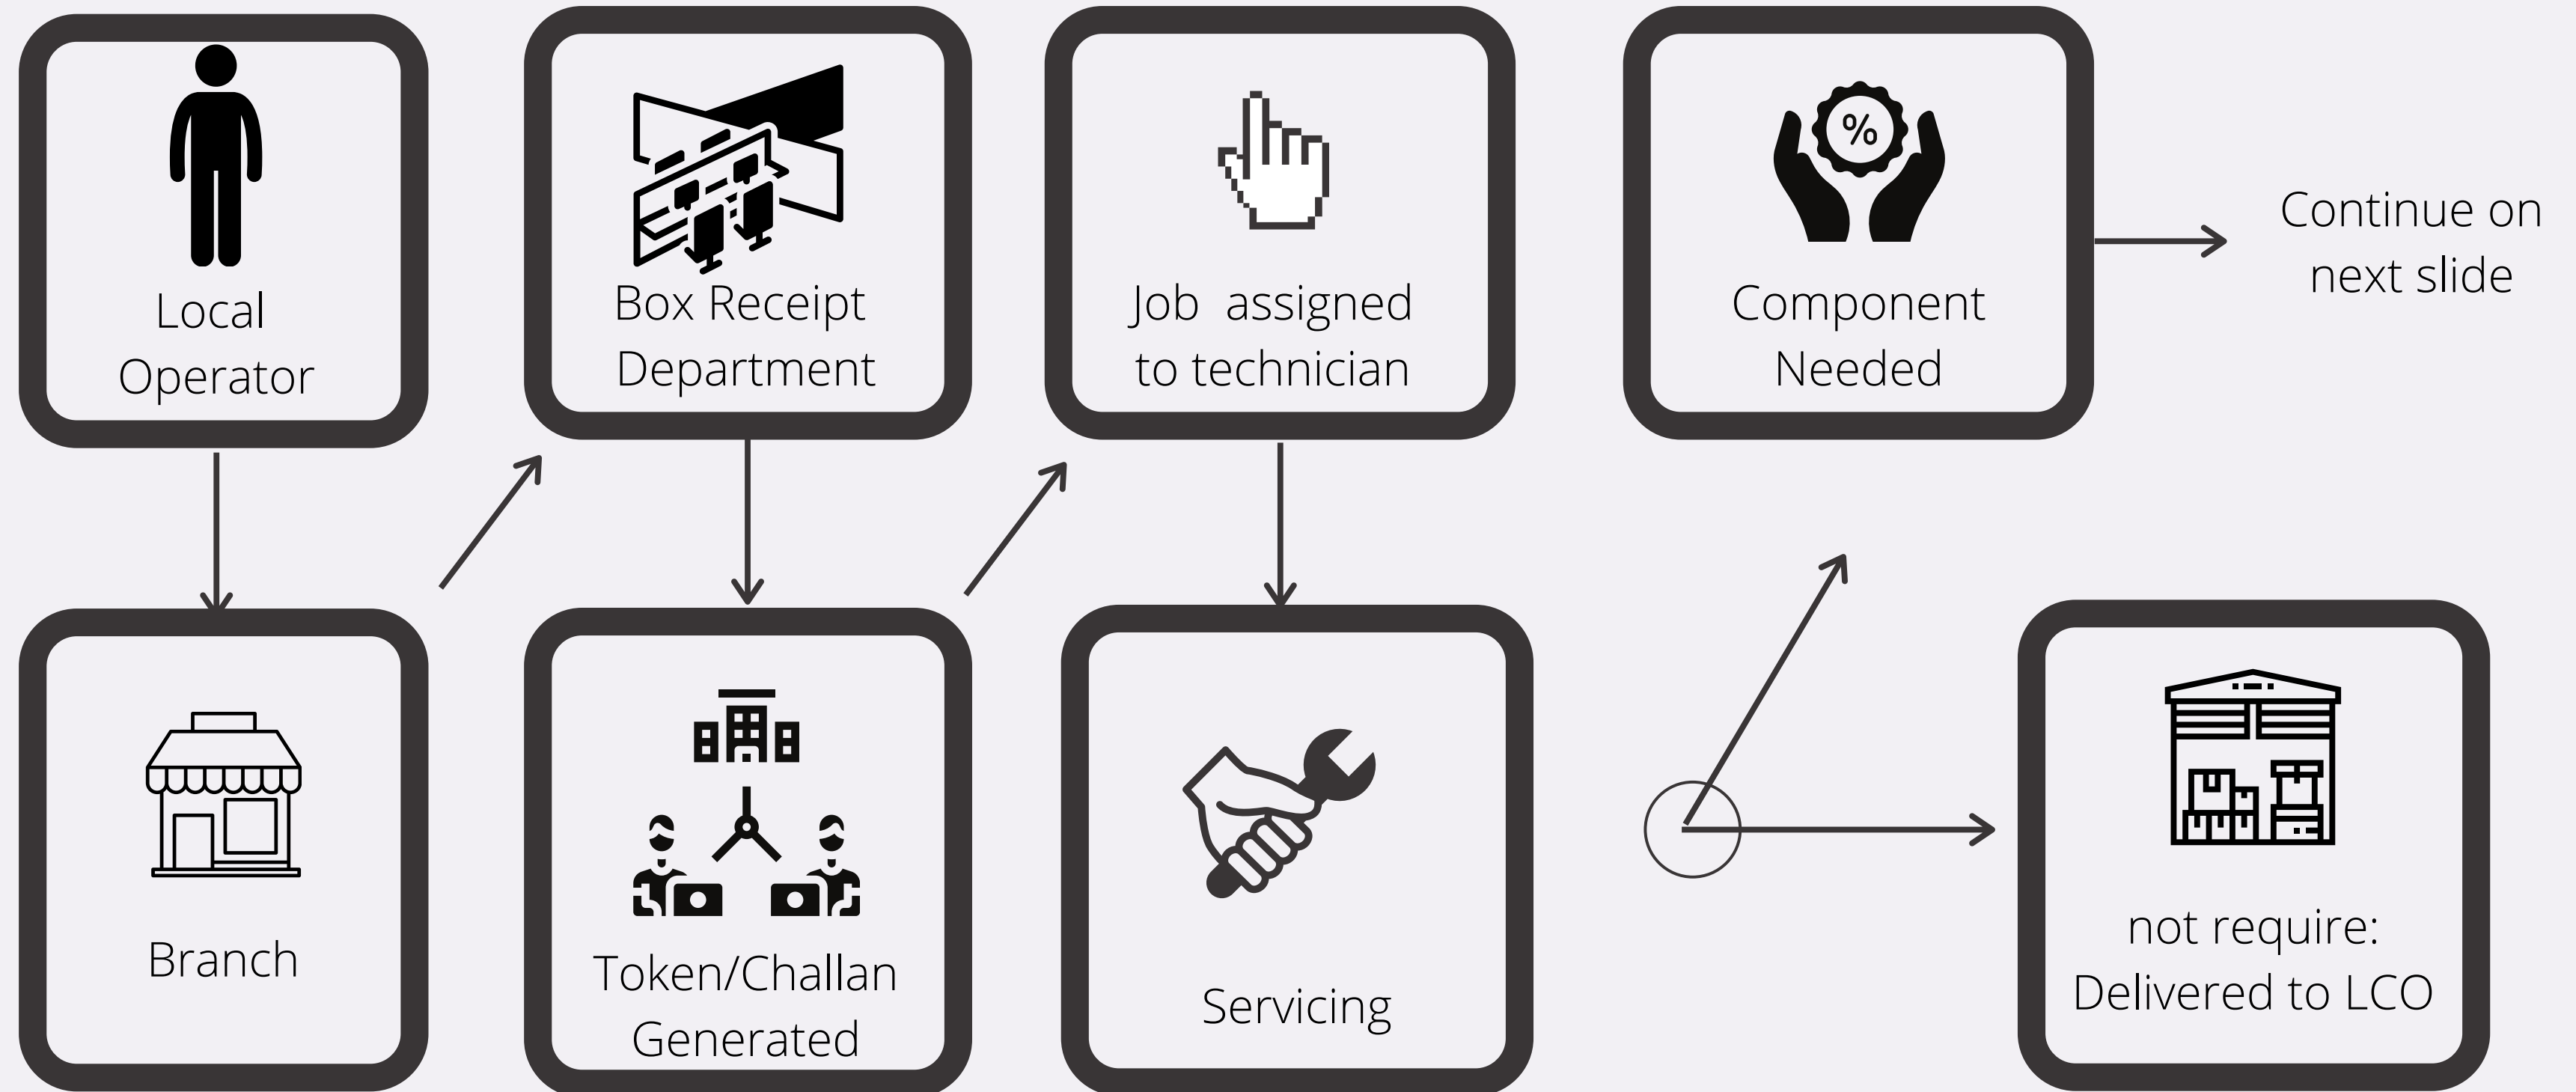 Local
Operator
Branch
Box Receipt
Department
Token/Challan
Generated
Job assigned
to technician
Servicing
%
Component
Needed
Continue on
next slide
not require:
Delivered to LCO